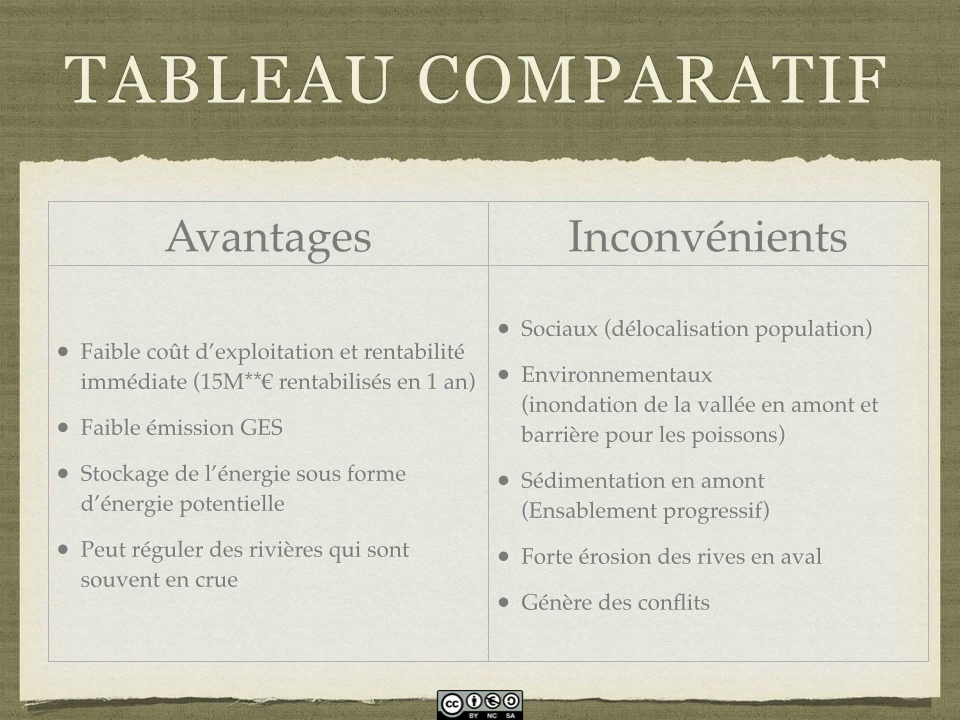 TABLEAU COMPARATIF
Avantages
• Faible coût d’exploitation et rentabilité
immédiate (15M**€ rentabilisés en 1 an)
• Faible émission GES
• Stockage de l’énergie sous forme
d’énergie potentielle
• Peut réguler des rivières qui sont
souvent en crue
Inconvénients
• Sociaux (délocalisation population)
• Environnementaux
(inondation de la vallée en amont et
barrière pour les poissons)
• Sédimentation en amont
(Ensablement progressif)
• Forte érosion des rives en aval
• Génère des conflits
cc
BY NC SA